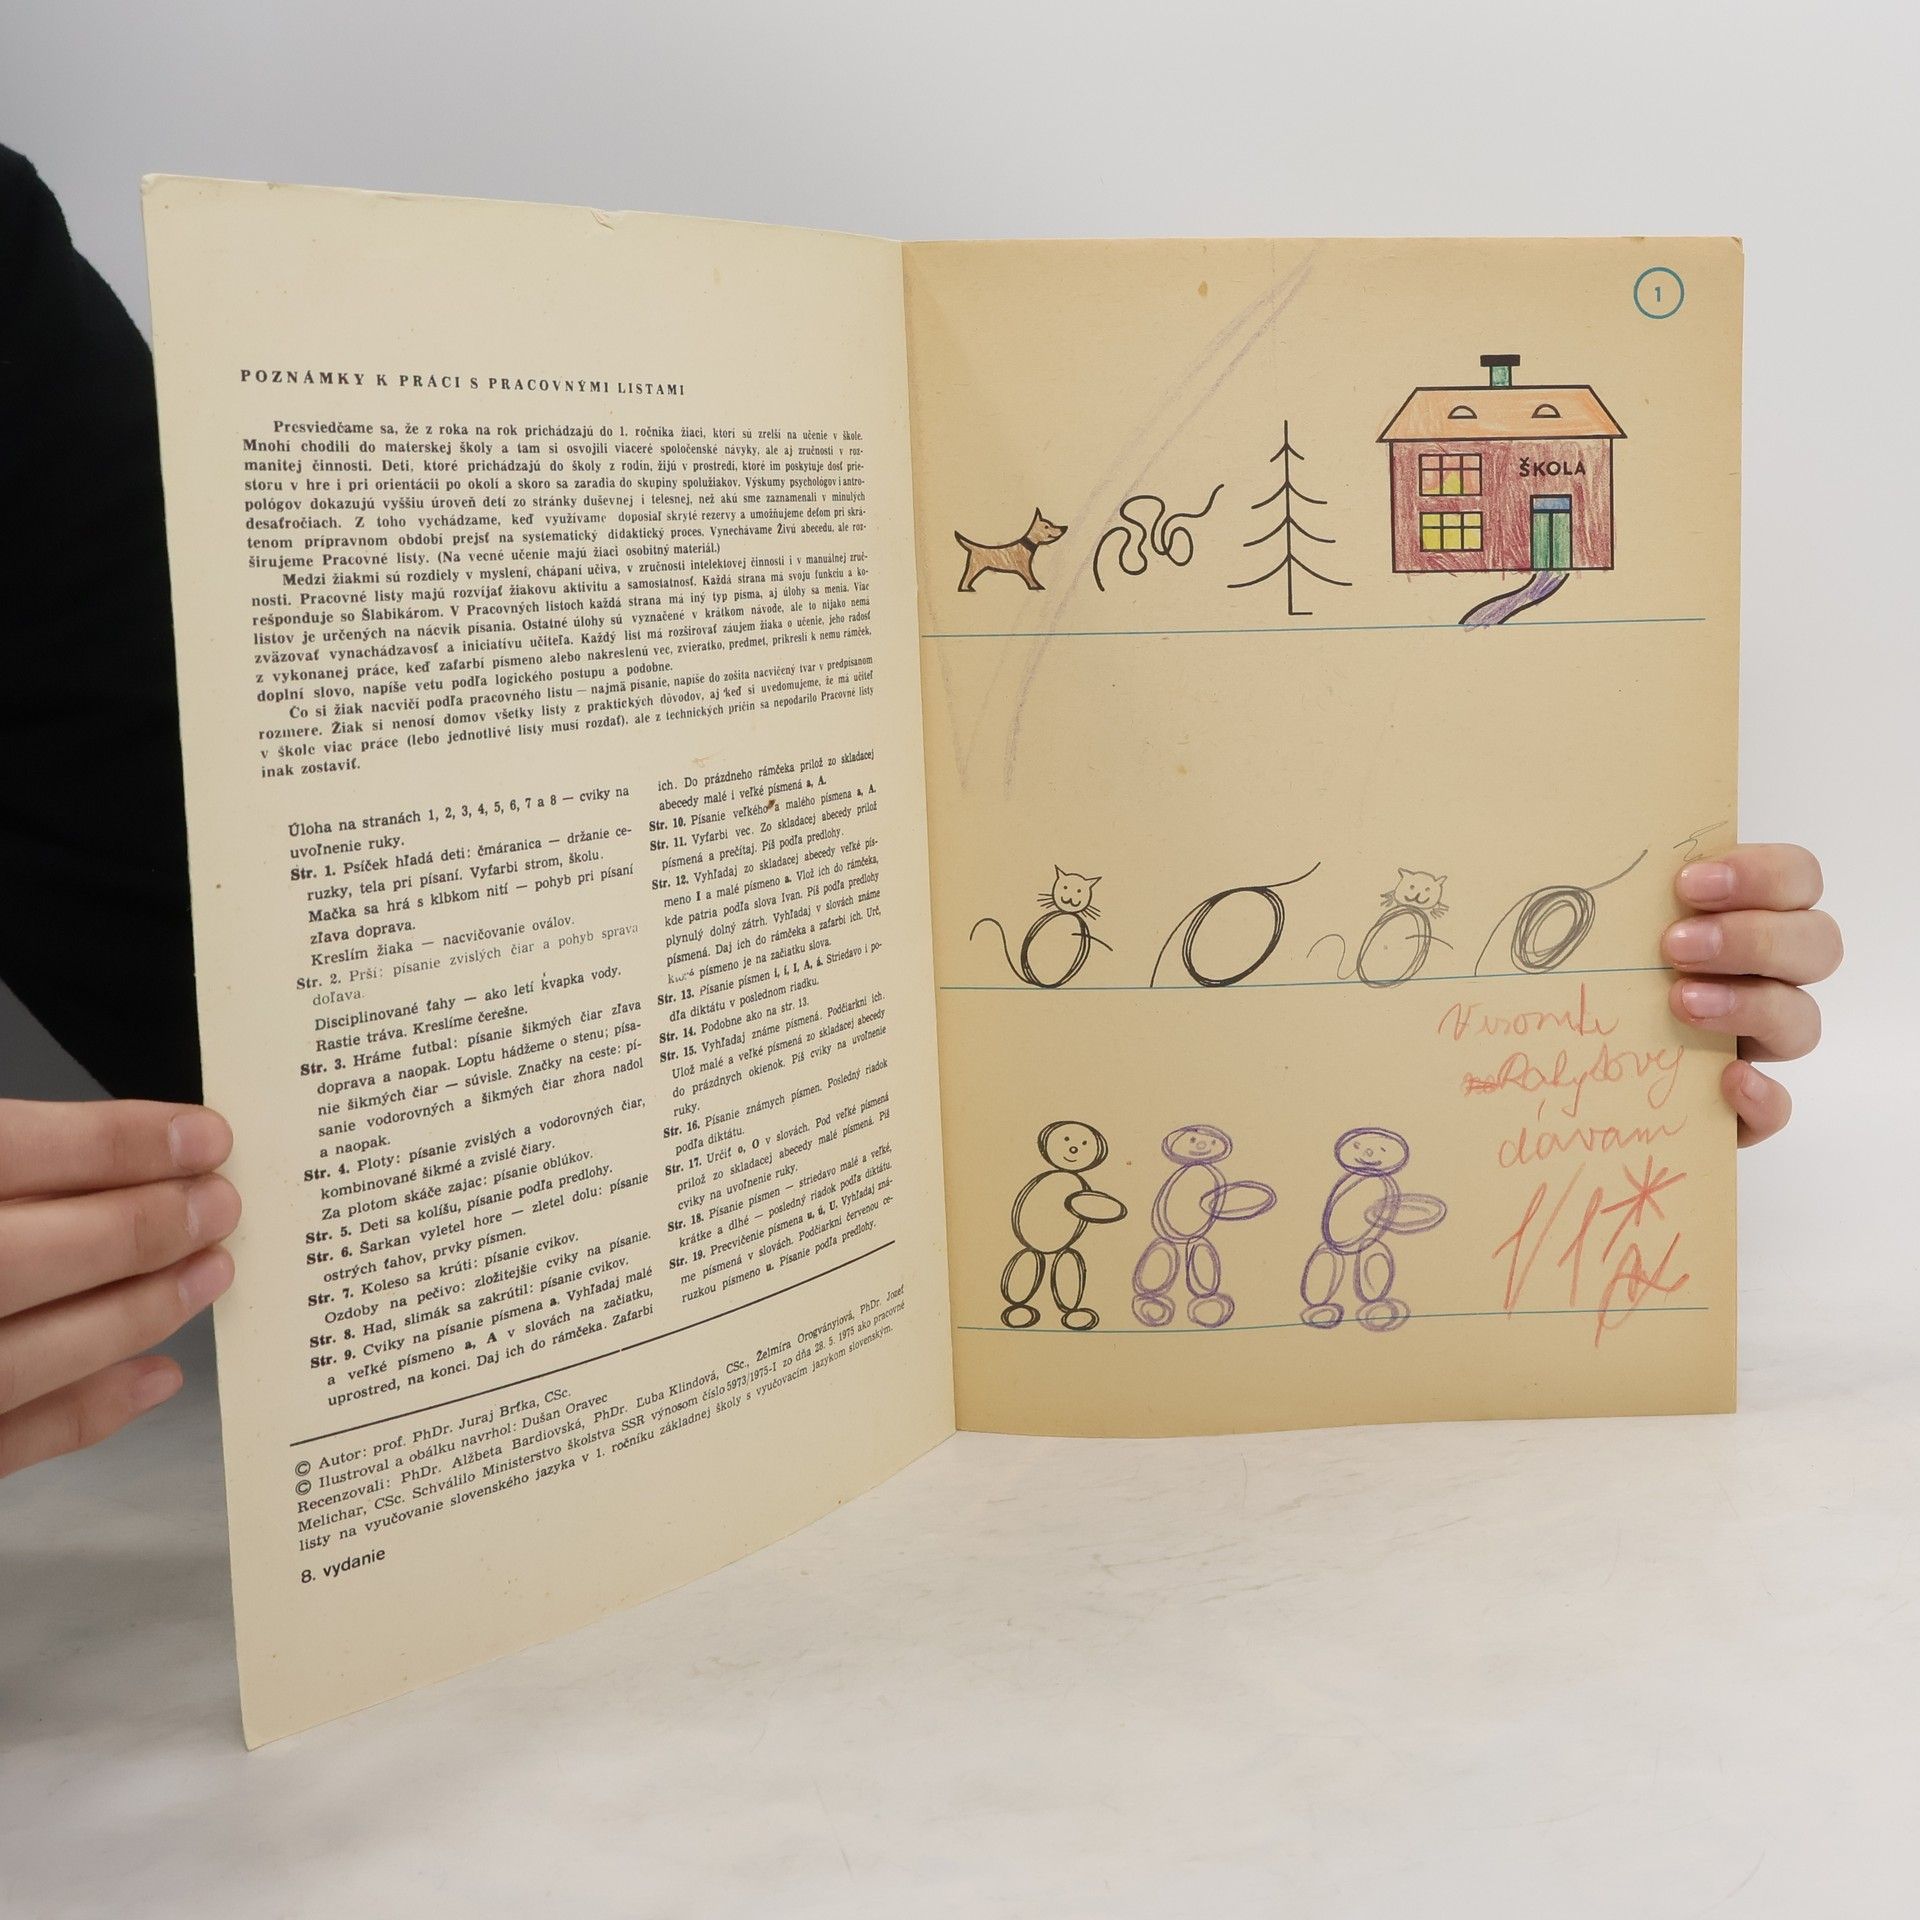 POZNÁMKY K PRÁCI S PRACOVNÝMI LISTAMI
Presviedčame sa, že z roka na rok prichádzajú do 1. ročníka žiaci, ktorí sú zrelší na učenie v škole.
Mnohí chodili do materskej školy a tam si osvojili viaceré spoločenské návyky, ale aj zručnosti v roz-
manitej činnosti. Deti, ktoré prichádzajú do školy z rodín, žijú v prostredí, ktoré im poskytuje dosť prie-
storu v hre i pri orientácii po okolí a skoro sa zaradia do skupiny spolužiakov. Výskumy psychológov i antro-
pológov dokazujú vyššiu úroveň detí zo stránky duševnej i telesnej, než akú sme zaznamenali v minulých
desaťročiach. Z toho vychádzame, keď využívame doposiaľ skryté rezervy a umožňujeme deťom pri skrá-
tenom prípravnom období prejsť na systematický didaktický proces. Vynechávame Živú abecedu, ale roz-
širujeme Pracovné listy. (Na vecné učenie majú žiaci osobitný materiál.)
Medzi žiakmi sú rozdiely v myslení, chápaní učiva, v zručnosti intelektovej činnosti i v manuálnej zruč-
nosti. Pracovné listy majú rozvíjať žiakovu aktivitu a samostatnosť. Každá strana má svoju funkciu a ko-
rešponduje so Šlabikárom. V Pracovných listoch každá strana má iný typ písma, aj úlohy sa menia. Viac
listov je určených na nácvik písania. Ostatné úlohy sú vyznačené v krátkom návode, ale to nijako nemá
zväzovať vynachádzavosť a iniciatívu učiteľa. Každý list má rozširovať záujem žiaka o učenie, jeho radosť
z vykonanej práce, keď zafarbí písmeno alebo nakreslenú vec, zvieratko, predmet, prikreslí k nemu rámček,
doplní slovo, napíše vetu podľa logického postupu a podobne.
Čo si žiak nacvičí podľa pracovného listu — najmä písanie, napíše do zošita nacvičený tvar v predpísanom
rozmere. Žiak si nenosí domov všetky listy z praktických dôvodov, aj keď si uvedomujeme, že má učiteľ
v škole viac práce (lebo jednotlivé listy musí rozdať), ale z technických príčin sa nepodarilo Pracovné listy
inak zostaviť.
Úloha na stranách 1, 2, 3, 4, 5, 6, 7 a 8 — cviky na
uvoľnenie ruky.
Str. 1. Psíček hľadá deti: čmáranica — držanie ce-
ruzky, tela pri písaní. Vyfarbi strom, školu.
Mačka sa hrá s klbkom nití — pohyb pri písaní
zľava doprava.
Kreslím žiaka — nacvičovanie oválov.
Str. 2. Prší: písanie zvislých čiar a pohyb sprava
doľava.
Disciplinované ťahy — ako letí kvapka vody.
Rastie tráva. Kreslíme čerešne.
Str. 3. Hráme futbal: písanie šikmých čiar zľava
doprava a naopak. Loptu hádžeme o stenu; písa-
nie šikmých čiar — súvisle. Značky na ceste: pí-
sanie vodorovných a šikmých čiar zhora nadol
a naopak.
Str. 4. Ploty: písanie zvislých a vodorovných čiar,
kombinované šikmé a zvislé čiary.
Za plotom skáče zajac: písanie oblúkov.
Str. 5. Deti sa kolíšu, písanie podľa predlohy.
Str. 6. Šarkan vyletel hore — zletel dolu: písanie
ostrých ťahov, prvky písmen.
Str. 7. Koleso sa krúti: písanie cvikov.
Ozdoby na pečivo: zložitejšie cviky na písanie.
Str. 8. Had, slimák sa zakrútil: písanie cvikov.
Str. 9. Cviky na písanie písmena a. Vyhľadaj malé
a veľké písmeno a, A v slovách na začiatku,
uprostred, na konci. Daj ich do rámčeka. Zafarbi
ich. Do prázdneho rámčeka prilož zo skladacej
abecedy malé i veľké písmená a, A.
Str. 10. Písanie veľkého a malého písmena a, A.
Str. 11. Vyfarbi vec. Zo skladacej abecedy prilož
písmená a prečítaj. Píš podľa predlohy.
Str. 12. Vyhľadaj zo skladacej abecedy veľké pís-
meno I a malé písmeno a. Vlož ich do rámčeka,
kde patria podľa slova Ivan. Píš podľa predlohy
plynulý dolný zátrh. Vyhľadaj v slovách známe
písmená. Daj ich do rámčeka a zafarbi ich. Urč,
ktoré písmeno je na začiatku slova.
Str. 13. Písanie písmen i, í, I, A, á. Striedavo i po-
dľa diktátu v poslednom riadku.
Str. 14. Podobne ako na str. 13.
Str. 15. Vyhľadaj známe písmená. Podčiarkni ich.
Ulož malé a veľké písmená zo skladacej abecedy
do prázdnych okienok. Píš cviky na uvoľnenie
ruky.
Str. 16. Písanie známych písmen. Posledný riadok
podľa diktátu.
Str. 17. Určiť o, O v slovách. Pod veľké písmená
prilož zo skladacej abecedy malé písmená. Píš
cviky na uvoľnenie ruky.
Str. 18. Písanie písmen — striedavo malé a veľké,
krátke a dlhé — posledný riadok podľa diktátu.
Str. 19. Precvičenie písmena u, ú, U. Vyhľadaj zná-
me písmená v slovách. Podčiarkni červenou ce-
ruzkou písmeno u. Písanie podľa predlohy.
© Autor: prof. PhDr. Juraj Brťka, CSc.
© Ilustroval a obálku navrhol: Dušan Oravec
Recenzovali: PhDr. Alžbeta Bardiovská, PhDr. Ľuba Klindová, CSc., Želmíra Orogványiová, PhDr. Jozef
Melichar, CSc. Schválilo Ministerstvo školstva SSR výnosom číslo 5973/1975-I zo dňa 28. 5. 1975 ako pracovné
listy na vyučovanie slovenského jazyka v 1. ročníku základnej školy s vyučovacím jazykom slovenským.
8. vydanie
1
ŠKOLA
dávam